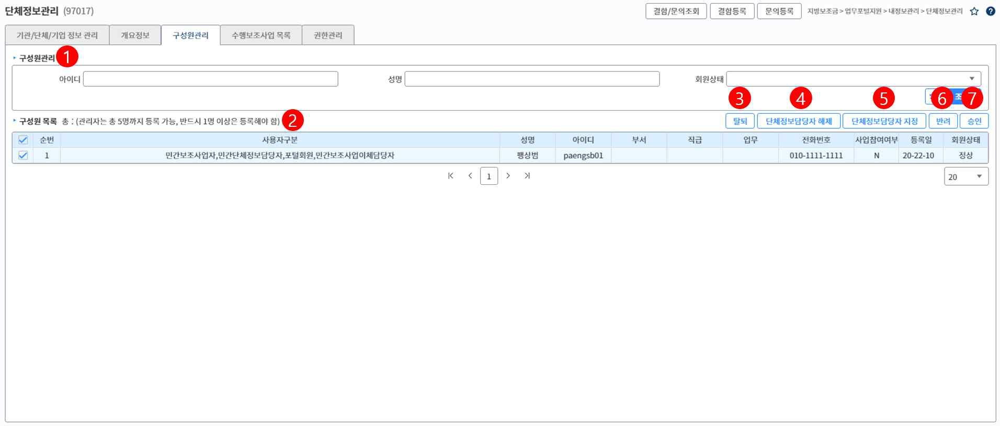 단체정보관리 (97017)
결함/문의조회 결함등록 문의등록 지방보조금 > 업무포털지원 > 내정보관리 > 단체정보관리
기관/단체/기업 정보 관리 개요정보 구성원관리 수행보조사업 목록 권한관리
구성원관리 1
아이디 성명 회원상태
3 4 5 6 조 7
구성원 목록 총 : (관리자는 총 5명까지 등록 가능, 반드시 1명 이상은 등록해야 함) 2 탈퇴 단체정보담당자 해제 단체정보담당자 지정 반려 승인
순번 사용자구분 성명 아이디 부서 직급 업무 전화번호 사업참여여부 등록일 회원상태
1 민간보조사업자,민간단체정보담당자,포털회원,민간보조사업이체담당자 팽상범 paengsb01 010-1111-1111 N 20-22-10 정상
1 20